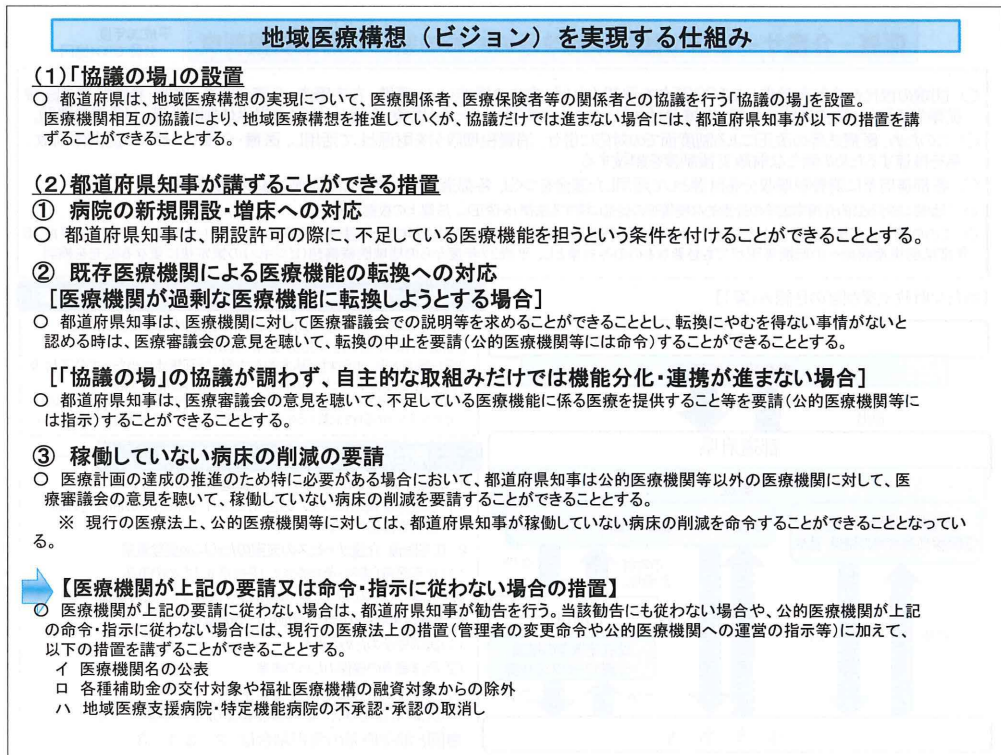 地域医療構想（ビジョン）を実現する仕組み
（1）「協議の場」の設置
○ 都道府県は、地域医療構想の実現について、医療関係者、医療保険者等の関係者との協議を行う「協議の場」を設置。
医療機関相互の協議により、地域医療構想を推進していくが、協議だけでは進まない場合には、都道府県知事が以下の措置を講
ずることができることとする。
（2）都道府県知事が講ずることができる措置
① 病院の新規開設・増床への対応
○ 都道府県知事は、開設許可の際に、不足している医療機能を担うという条件を付けることができることとする。
② 既存医療機関による医療機能の転換への対応
[医療機関が過剰な医療機能に転換しようとする場合]
○ 都道府県知事は、医療機関に対して医療審議会での説明等を求めることができることとし、転換にやむを得ない事情がないと
認める時は、医療審議会の意見を聴いて、転換の中止を要請（公的医療機関等には命令）することができることとする。
[「協議の場」の協議が調わず、自主的な取組みだけでは機能分化・連携が進まない場合]
○ 都道府県知事は、医療審議会の意見を聴いて、不足している医療機能に係る医療を提供すること等を要請（公的医療機関等に
は指示）することができることとする。
③ 稼働していない病床の削減の要請
○ 医療計画の達成の推進のため特に必要がある場合において、都道府県知事は公的医療機関等以外の医療機関に対して、医
療審議会の意見を聴いて、稼働していない病床の削減を要請することができることとする。
※ 現行の医療法上、公的医療機関等に対しては、都道府県知事が稼働していない病床の削減を命令することができることとなってい
る。
【医療機関が上記の要請又は命令・指示に従わない場合の措置】
○ 医療機関が上記の要請に従わない場合は、都道府県知事が勧告を行う。当該勧告にも従わない場合や、公的医療機関が上記
の命令・指示に従わない場合には、現行の医療法上の措置（管理者の変更命令や公的医療機関への運営の指示等）に加えて、
以下の措置を講ずることができることとする。
イ 医療機関名の公表
ロ 各種補助金の交付対象や福祉医療機構の融資対象からの除外
ハ 地域医療支援病院・特定機能病院の不承認・承認の取消し